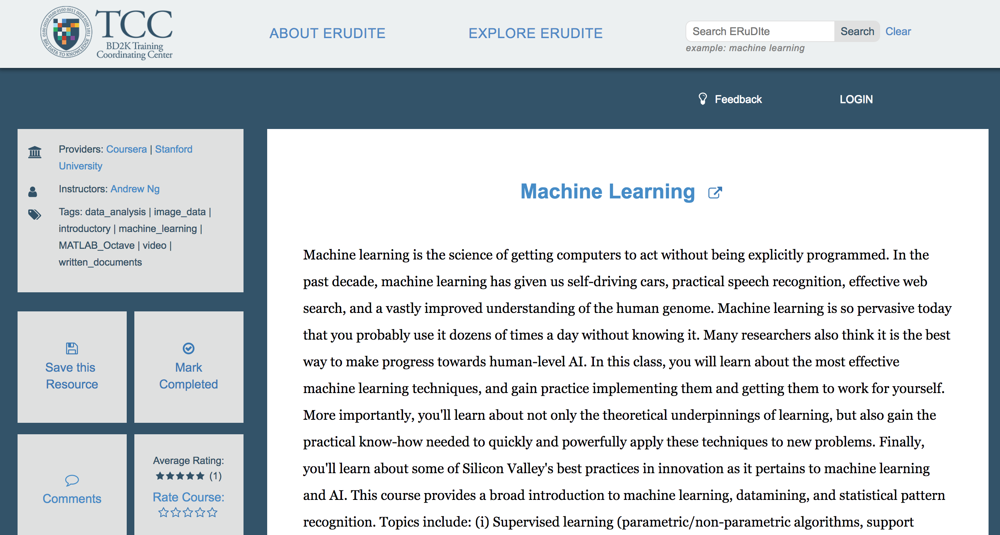 TCC
BD2K Training
Coordinating Center
BIG DATA TO KNOWLEDGE
ABOUT ERUDITE
EXPLORE ERUDITE
Search ERuDIte
Search
Clear
example: machine learning
Feedback
LOGIN
Providers: Coursera | Stanford
University
Instructors: Andrew Ng
Tags: data_analysis | image_data |
introductory | machine_learning |
MATLAB_Octave | video |
written_documents
Save this
Resource
Mark
Completed
Comments
Average Rating:
(1)
Rate Course:
Machine Learning
Machine learning is the science of getting computers to act without being explicitly programmed. In the
past decade, machine learning has given us self-driving cars, practical speech recognition, effective web
search, and a vastly improved understanding of the human genome. Machine learning is so pervasive today
that you probably use it dozens of times a day without knowing it. Many researchers also think it is the best
way to make progress towards human-level AI. In this class, you will learn about the most effective
machine learning techniques, and gain practice implementing them and getting them to work for yourself.
More importantly, you'll learn about not only the theoretical underpinnings of learning, but also gain the
practical know-how needed to quickly and powerfully apply these techniques to new problems. Finally,
you'll learn about some of Silicon Valley's best practices in innovation as it pertains to machine learning
and AI. This course provides a broad introduction to machine learning, datamining, and statistical pattern
recognition. Topics include: (i) Supervised learning (parametric/non-parametric algorithms, support